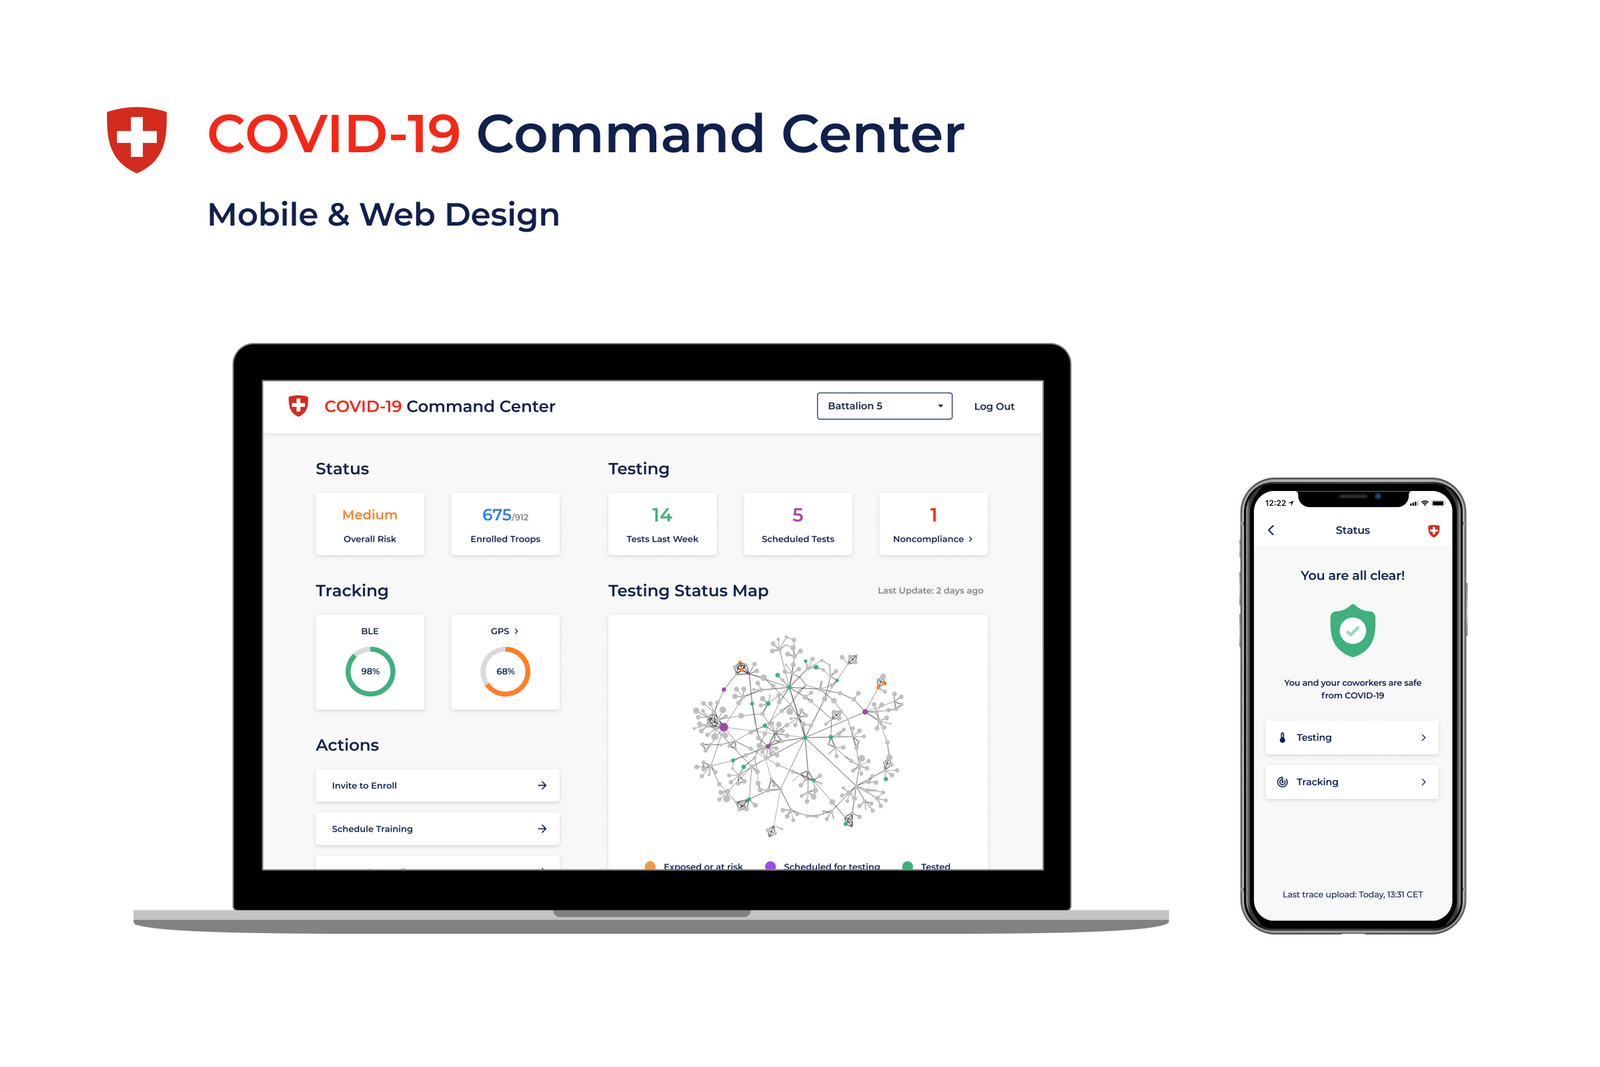 COVID-19 Command Center
Mobile & Web Design
COVID-19 Command Center
Battalion 5
Log Out
Status
Medium
Overall Risk
675/912
Enrolled Troops
Testing
14
Tests Last Week
5
Scheduled Tests
1
Noncompliance
Tracking
BLE
98%
GPS
68%
Testing Status Map
Last Update: 2 days ago
Actions
Invite to Enroll
Schedule Training
Exposed or at risk
Scheduled for testing
Tested
12:22
Status
You are all clear!
You and your coworkers are safe
from COVID-19
Testing
Tracking
Last trace upload: Today, 13:31 CET